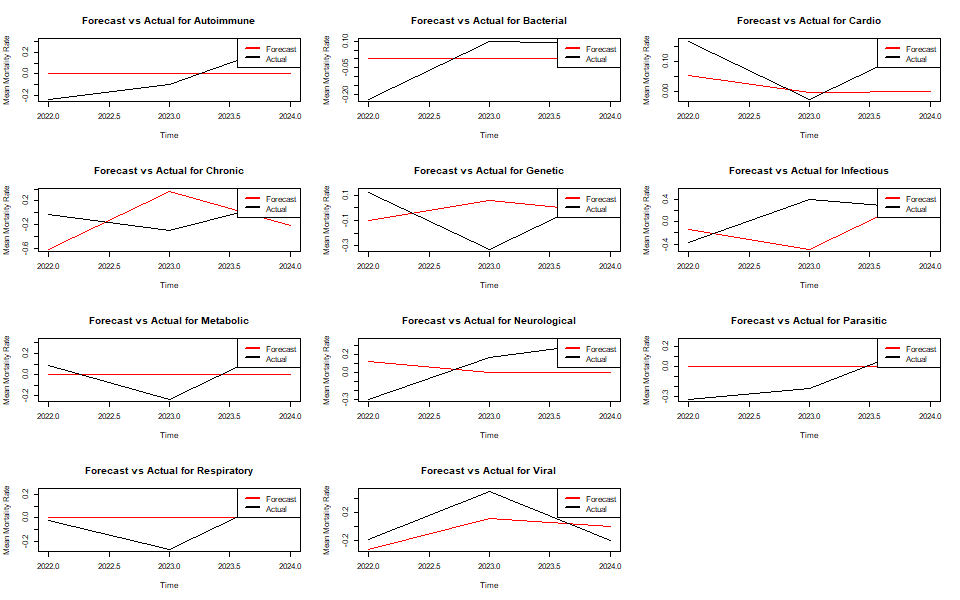 Forecast vs Actual for Autoimmune
Mean Mortality Rate
-0.2 0.0 0.2
Forecast
Actual
2022.0 2022.5 2023.0 2023.5 2024.0
Time
Forecast vs Actual for Bacterial
Mean Mortality Rate
-0.20 -0.05 0.10
Forecast
Actual
2022.0 2022.5 2023.0 2023.5 2024.0
Time
Forecast vs Actual for Cardio
Mean Mortality Rate
0.00 0.10
Forecast
Actual
2022.0 2022.5 2023.0 2023.5 2024.0
Time
Forecast vs Actual for Chronic
Mean Mortality Rate
-0.6 -0.2 0.2
Forecast
Actual
2022.0 2022.5 2023.0 2023.5 2024.0
Time
Forecast vs Actual for Genetic
Mean Mortality Rate
-0.3 -0.1 0.1
Forecast
Actual
2022.0 2022.5 2023.0 2023.5 2024.0
Time
Forecast vs Actual for Infectious
Mean Mortality Rate
-0.4 0.0 0.4
Forecast
Actual
2022.0 2022.5 2023.0 2023.5 2024.0
Time
Forecast vs Actual for Metabolic
Mean Mortality Rate
-0.2 0.0 0.2
Forecast
Actual
2022.0 2022.5 2023.0 2023.5 2024.0
Time
Forecast vs Actual for Neurological
Mean Mortality Rate
-0.3 0.0 0.2
Forecast
Actual
2022.0 2022.5 2023.0 2023.5 2024.0
Time
Forecast vs Actual for Parasitic
Mean Mortality Rate
-0.3 0.0 0.2
Forecast
Actual
2022.0 2022.5 2023.0 2023.5 2024.0
Time
Forecast vs Actual for Respiratory
Mean Mortality Rate
-0.2 0.0 0.2
Forecast
Actual
2022.0 2022.5 2023.0 2023.5 2024.0
Time
Forecast vs Actual for Viral
Mean Mortality Rate
-0.2 0.2
Forecast
Actual
2022.0 2022.5 2023.0 2023.5 2024.0
Time